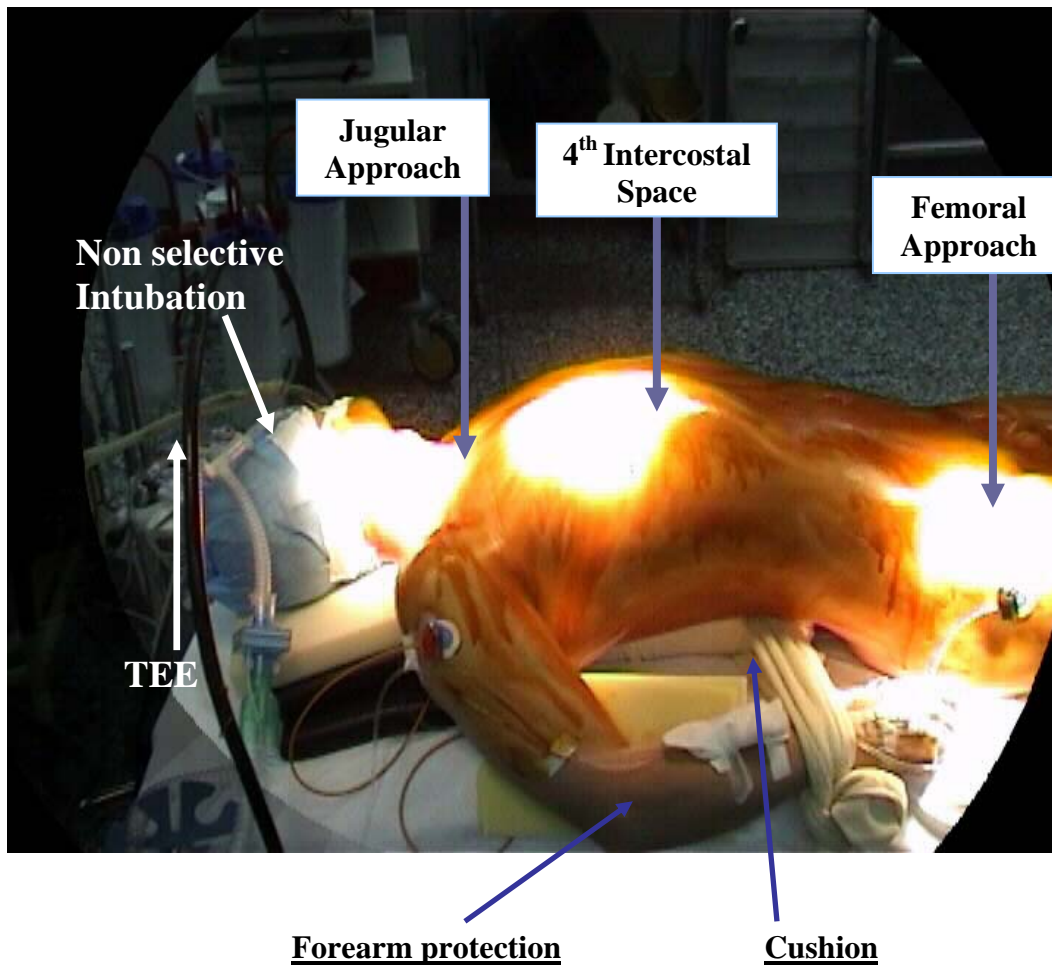 Jugular
Approach
4th Intercostal
Space
Femoral
Approach
Non selective
Intubation
TEE
Forearm protection
Cushion